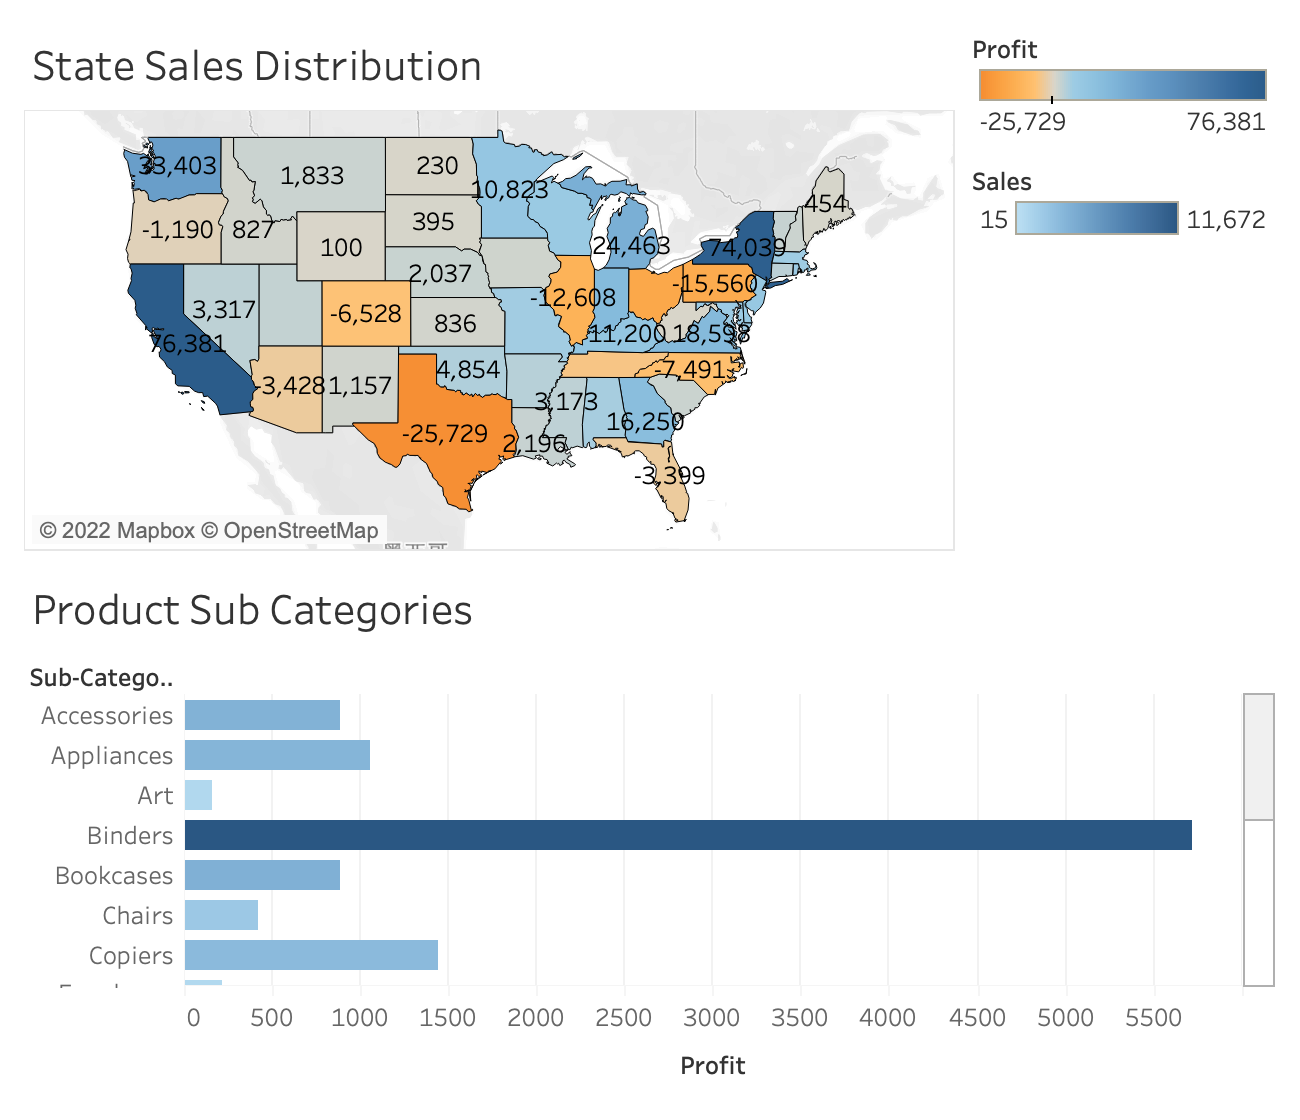 State Sales Distribution
Profit
-25,729 76,381
Sales
15 11,672
33,403
1,833
230
10,823
454
-1,190
827
395
100
24,463
74,039
2,037
-15,560
3,317
-6,528
-12,608
836
11,200
18,598
76,381
-3,428
1,157
4,854
-7,491
3,173
16,250
-25,729
2,196
-3,399
© 2022 Mapbox © OpenStreetMap
Product Sub Categories
Sub-Catego..
Accessories
Appliances
Art
Binders
Bookcases
Chairs
Copiers
0 500 1000 1500 2000 2500 3000 3500 4000 4500 5000 5500
Profit